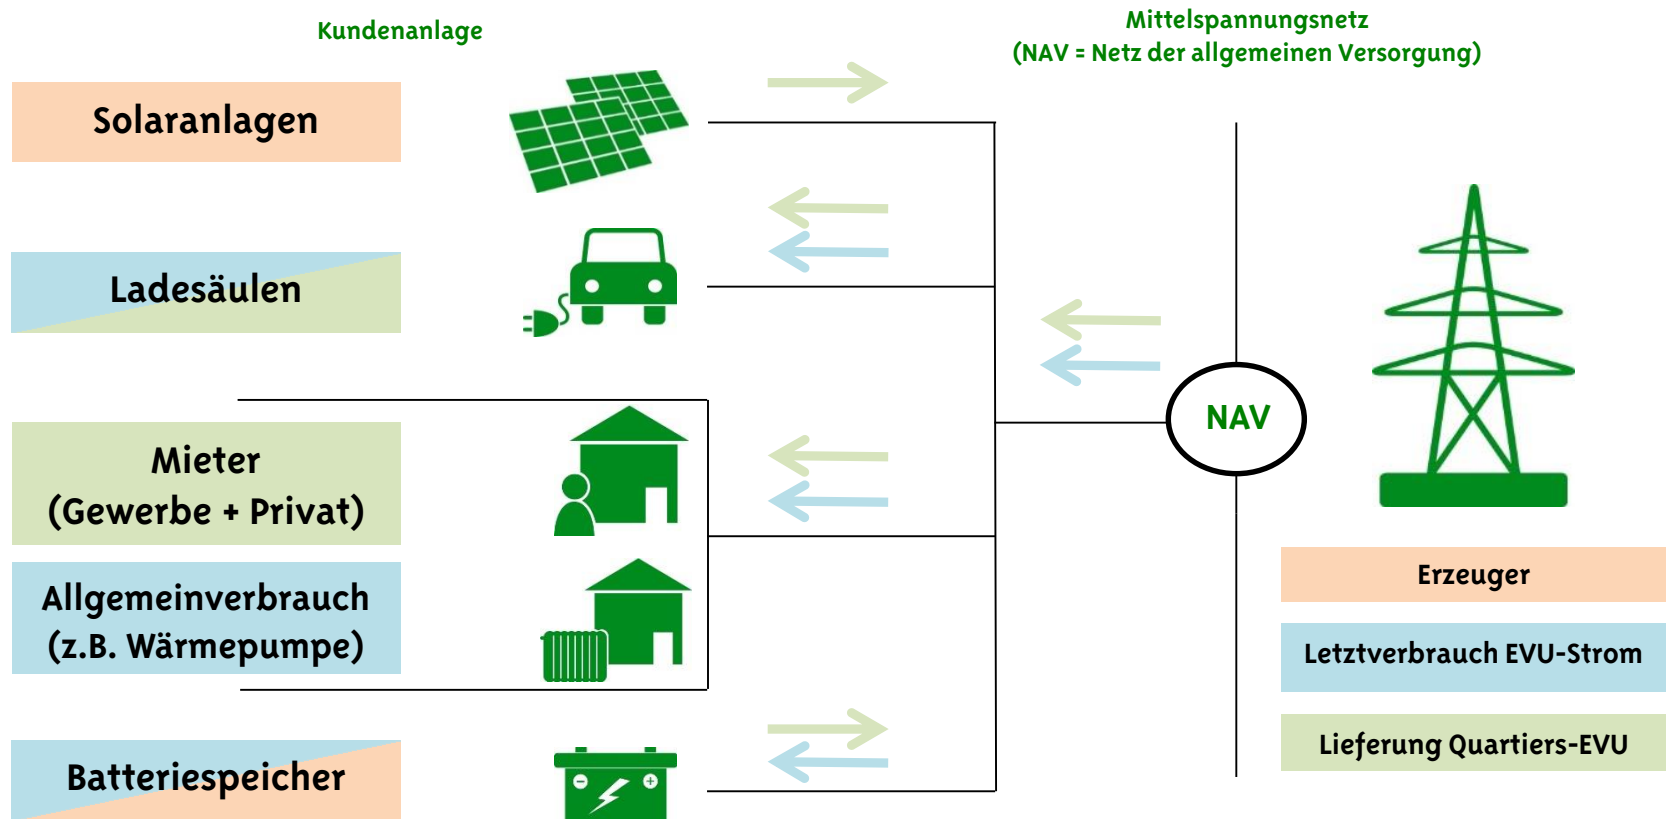 Kundenanlage
Mittelspannungsnetz
(NAV = Netz der allgemeinen Versorgung)
Solaranlagen
Ladesäulen
NAV
Mieter
(Gewerbe + Privat)
Allgemeinverbrauch
(z.B. Wärmepumpe)
Batteriespeicher
Erzeuger
Letztverbrauch EVU-Strom
Lieferung Quartiers-EVU